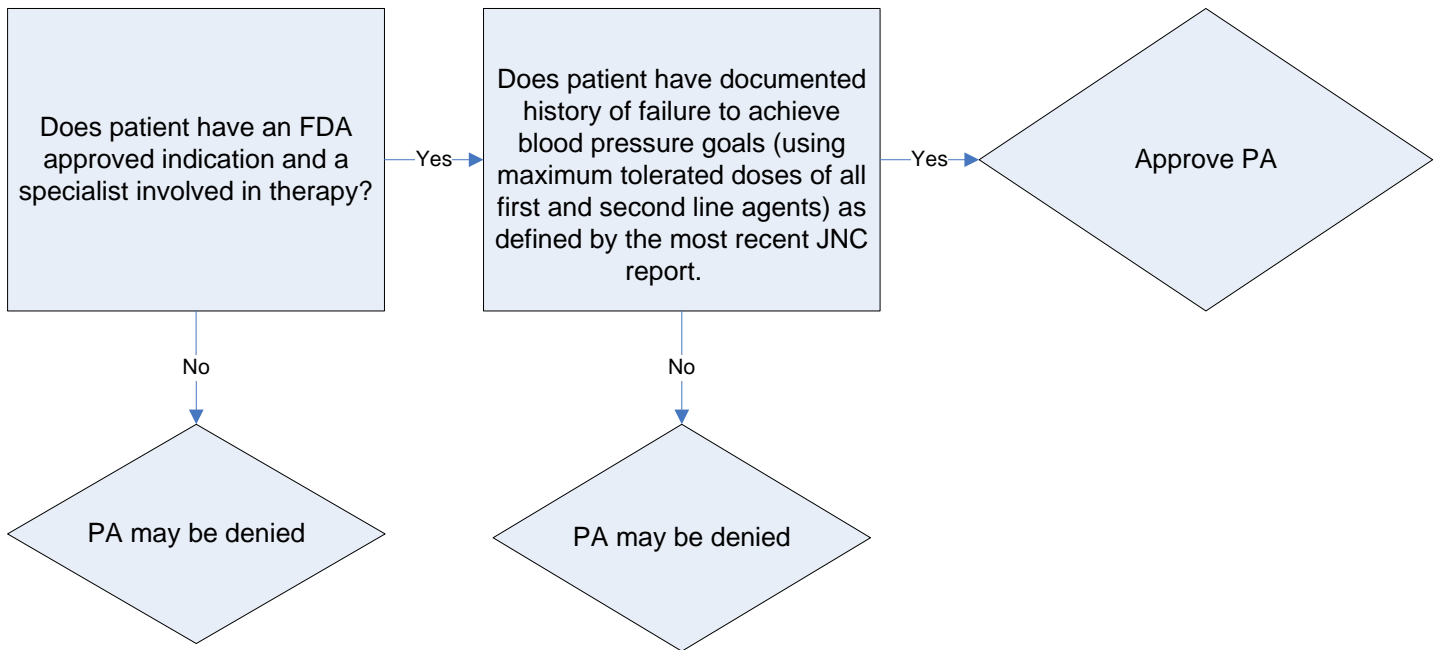 Does patient have an FDA
approved indication and a
specialist involved in therapy?
Yes
Does patient have documented
history of failure to achieve
blood pressure goals (using
maximum tolerated doses of all
first and second line agents) as
defined by the most recent JNC
report.
Yes
Approve PA
No
No
PA may be denied
PA may be denied